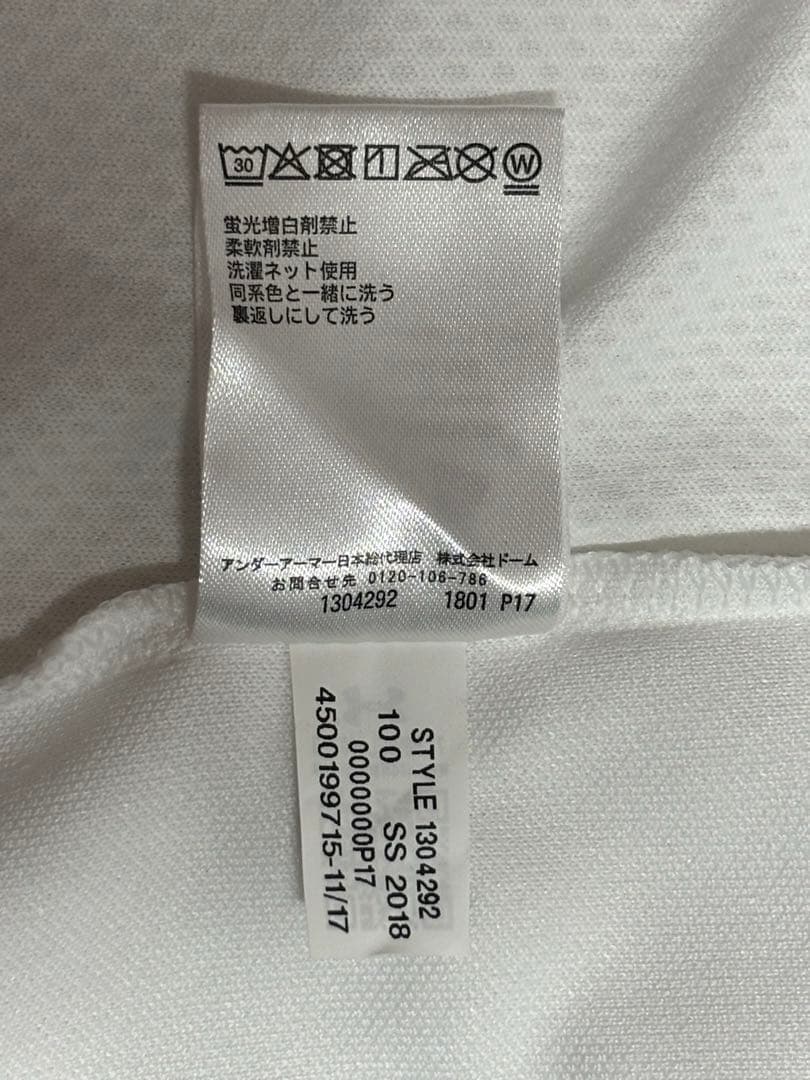 30 W
蛍光増白剤禁止
柔軟剤禁止
洗濯ネット使用
同系色と一緒に洗う
裏返しにして洗う
アンダーアーマー日本総代理店 株式会社ドーム
お問合せ先 0120-106-786
1304292 1801 P17
STYLE 1304292
100 SS 2018
0000000P17
4500199715-11/17